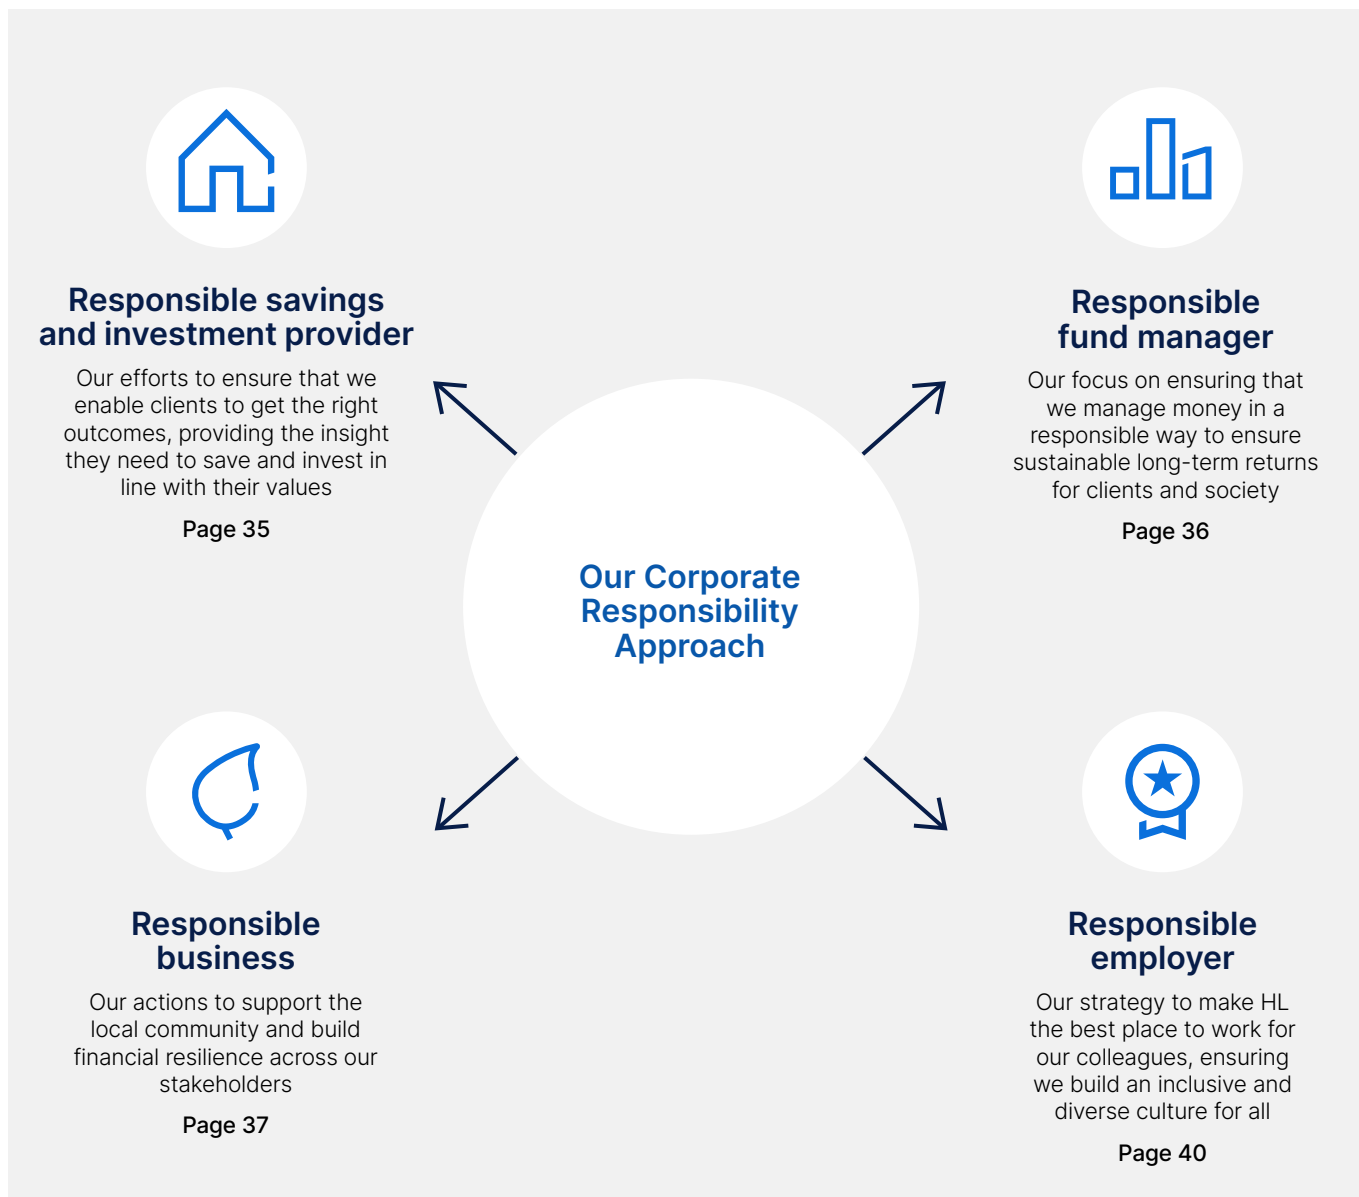 Responsible savings
and investment provider
Our efforts to ensure that we
enable clients to get the right
outcomes, providing the insight
they need to save and invest in
line with their values
Page 35
Responsible
fund manager
Our focus on ensuring that
we manage money in a
responsible way to ensure
sustainable long-term returns
for clients and society
Page 36
Our Corporate
Responsibility
Approach
Responsible
business
Our actions to support the
local community and build
financial resilience across our
stakeholders
Page 37
Responsible
employer
Our strategy to make HL
the best place to work for
our colleagues, ensuring
we build an inclusive and
diverse culture for all
Page 40